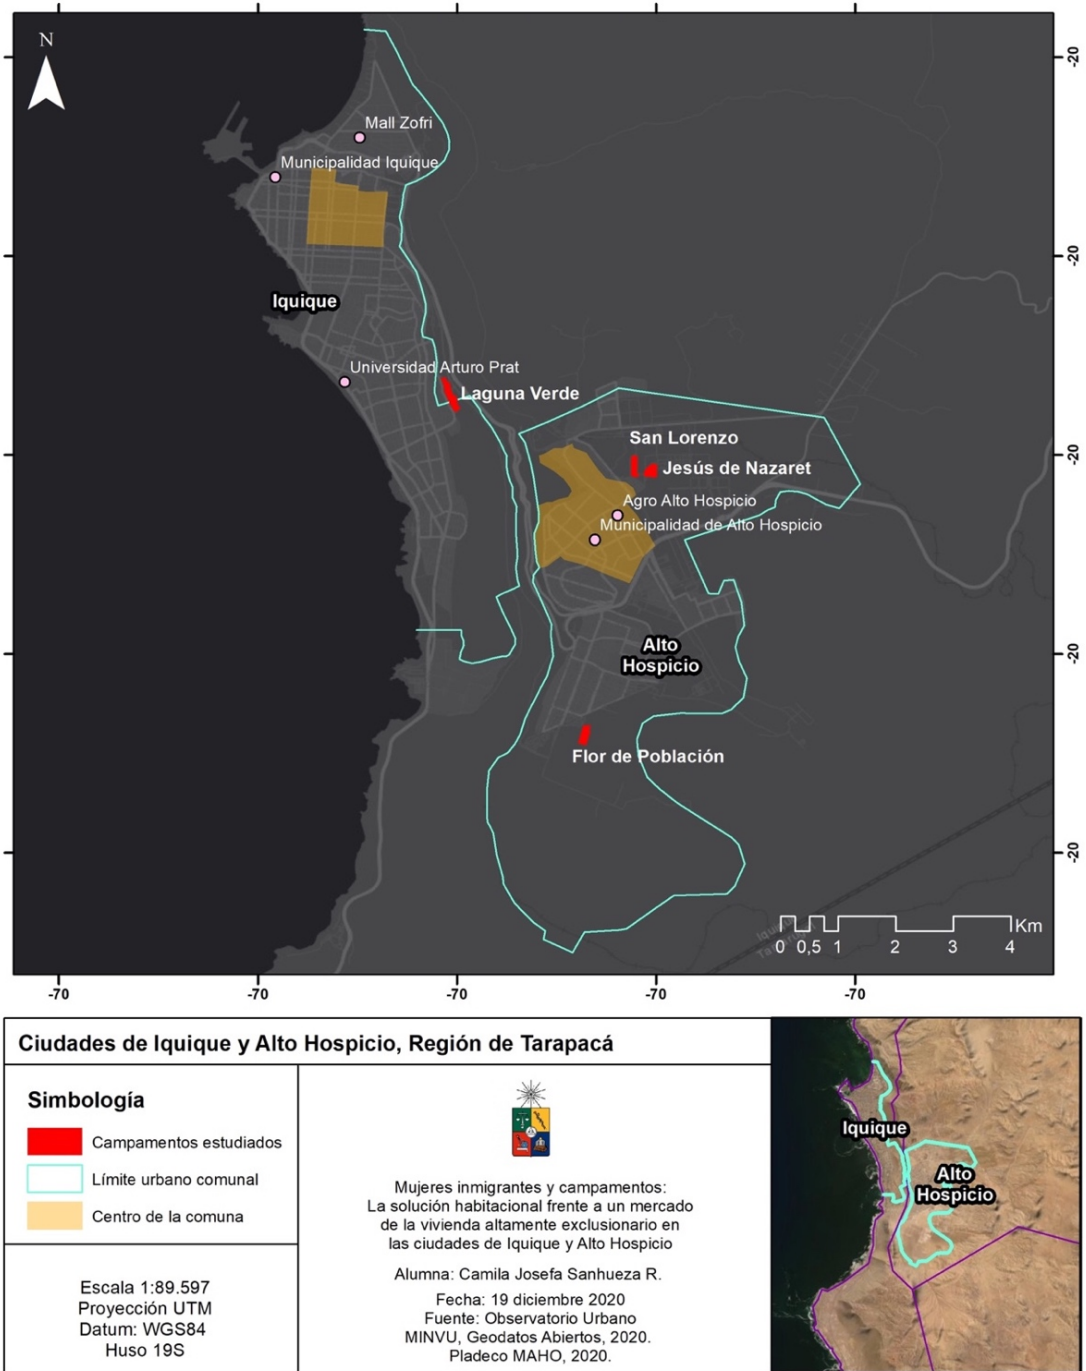 N
Mall Zofri
Municipalidad Iquique
Iquique
Universidad Arturo Prat
Laguna Verde
San Lorenzo
Jesús de Nazaret
Agro Alto Hospicio
Municipalidad de Alto Hospicio
Alto
Hospicio
Flor de Población
-20
-20
-20
-20
-20
Km
0 0,5 1 2 3 4
-70 -70 -70 -70 -70
Ciudades de Iquique y Alto Hospicio, Región de Tarapacá
Simbología
Campamentos estudiados
Límite urbano comunal
Centro de la comuna
Escala 1:89.597
Proyección UTM
Datum: WGS84
Huso 19S
Mujeres inmigrantes y campamentos:
La solución habitacional frente a un mercado
de la vivienda altamente exclusionario en
las ciudades de Iquique y Alto Hospicio
Alumna: Camila Josefa Sanhueza R.
Fecha: 19 diciembre 2020
Fuente: Observatorio Urbano
MINVU, Geodatos Abiertos, 2020.
Pladeco MAHO, 2020.
Iquique
Alto
Hospicio